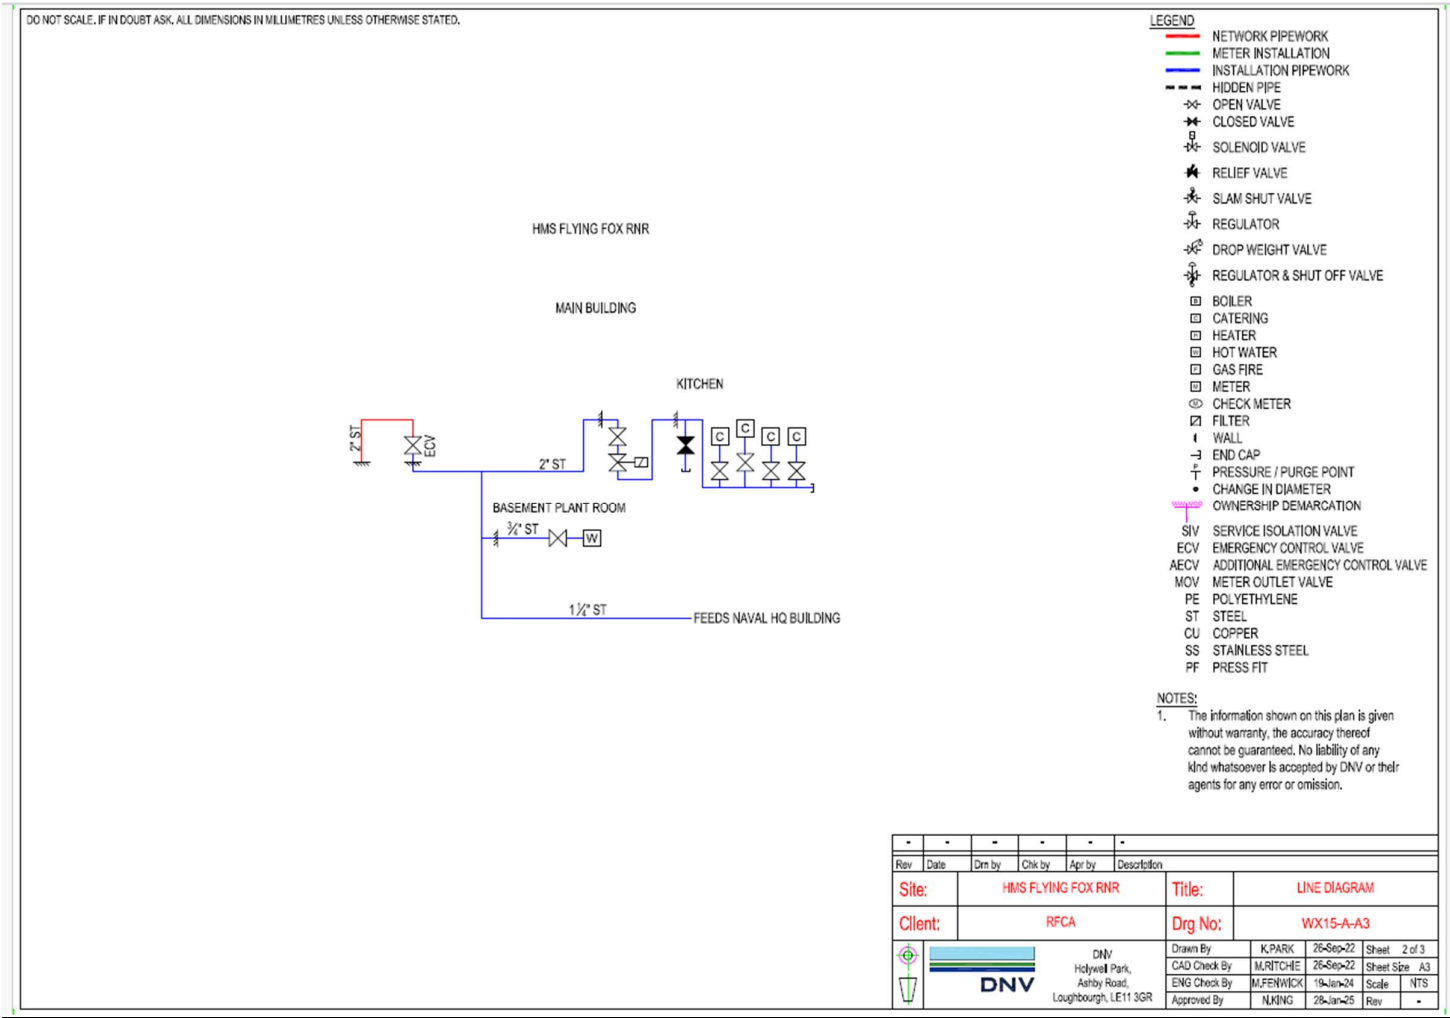 DO NOT SCALE. IF IN DOUBT ASK. ALL DIMENSIONS IN MILLIMETRES UNLESS OTHERWISE STATED.
HMS FLYING FOX RNR
MAIN BUILDING
KITCHEN
2" ST
ECV
2" ST
C
C
C
C
BASEMENT PLANT ROOM
¾" ST
W
1¼" ST
FEEDS NAVAL HQ BUILDING
LEGEND
NETWORK PIPEWORK
METER INSTALLATION
INSTALLATION PIPEWORK
HIDDEN PIPE
OPEN VALVE
CLOSED VALVE
SOLENOID VALVE
RELIEF VALVE
SLAM SHUT VALVE
REGULATOR
DROP WEIGHT VALVE
REGULATOR & SHUT OFF VALVE
B BOILER
C CATERING
H HEATER
W HOT WATER
F GAS FIRE
M METER
M CHECK METER
FILTER
WALL
END CAP
P PRESSURE / PURGE POINT
CHANGE IN DIAMETER
OWNERSHIP DEMARCATION
SIV SERVICE ISOLATION VALVE
ECV EMERGENCY CONTROL VALVE
AECV ADDITIONAL EMERGENCY CONTROL VALVE
MOV METER OUTLET VALVE
PE POLYETHYLENE
ST STEEL
CU COPPER
SS STAINLESS STEEL
PF PRESS FIT
NOTES:
1. The information shown on this plan is given
without warranty, the accuracy thereof
cannot be guaranteed. No liability of any
kind whatsoever is accepted by DNV or their
agents for any error or omission.
- - - - - -
Rev Date Drn by Chk by Apr by Description
Site: HMS FLYING FOX RNR Title: LINE DIAGRAM
Client: RFCA Drg No: WX15-A-A3
DNV
DNV
Holywell Park,
Ashby Road,
Loughbourgh, LE11 3GR
Drawn By K.PARK 26-Sep-22 Sheet 2 of 3
CAD Check By M.RITCHIE 26-Sep-22 Sheet Size A3
ENG Check By M.FENWICK 19-Jan-24 Scale NTS
Approved By N.KING 28-Jan-25 Rev -